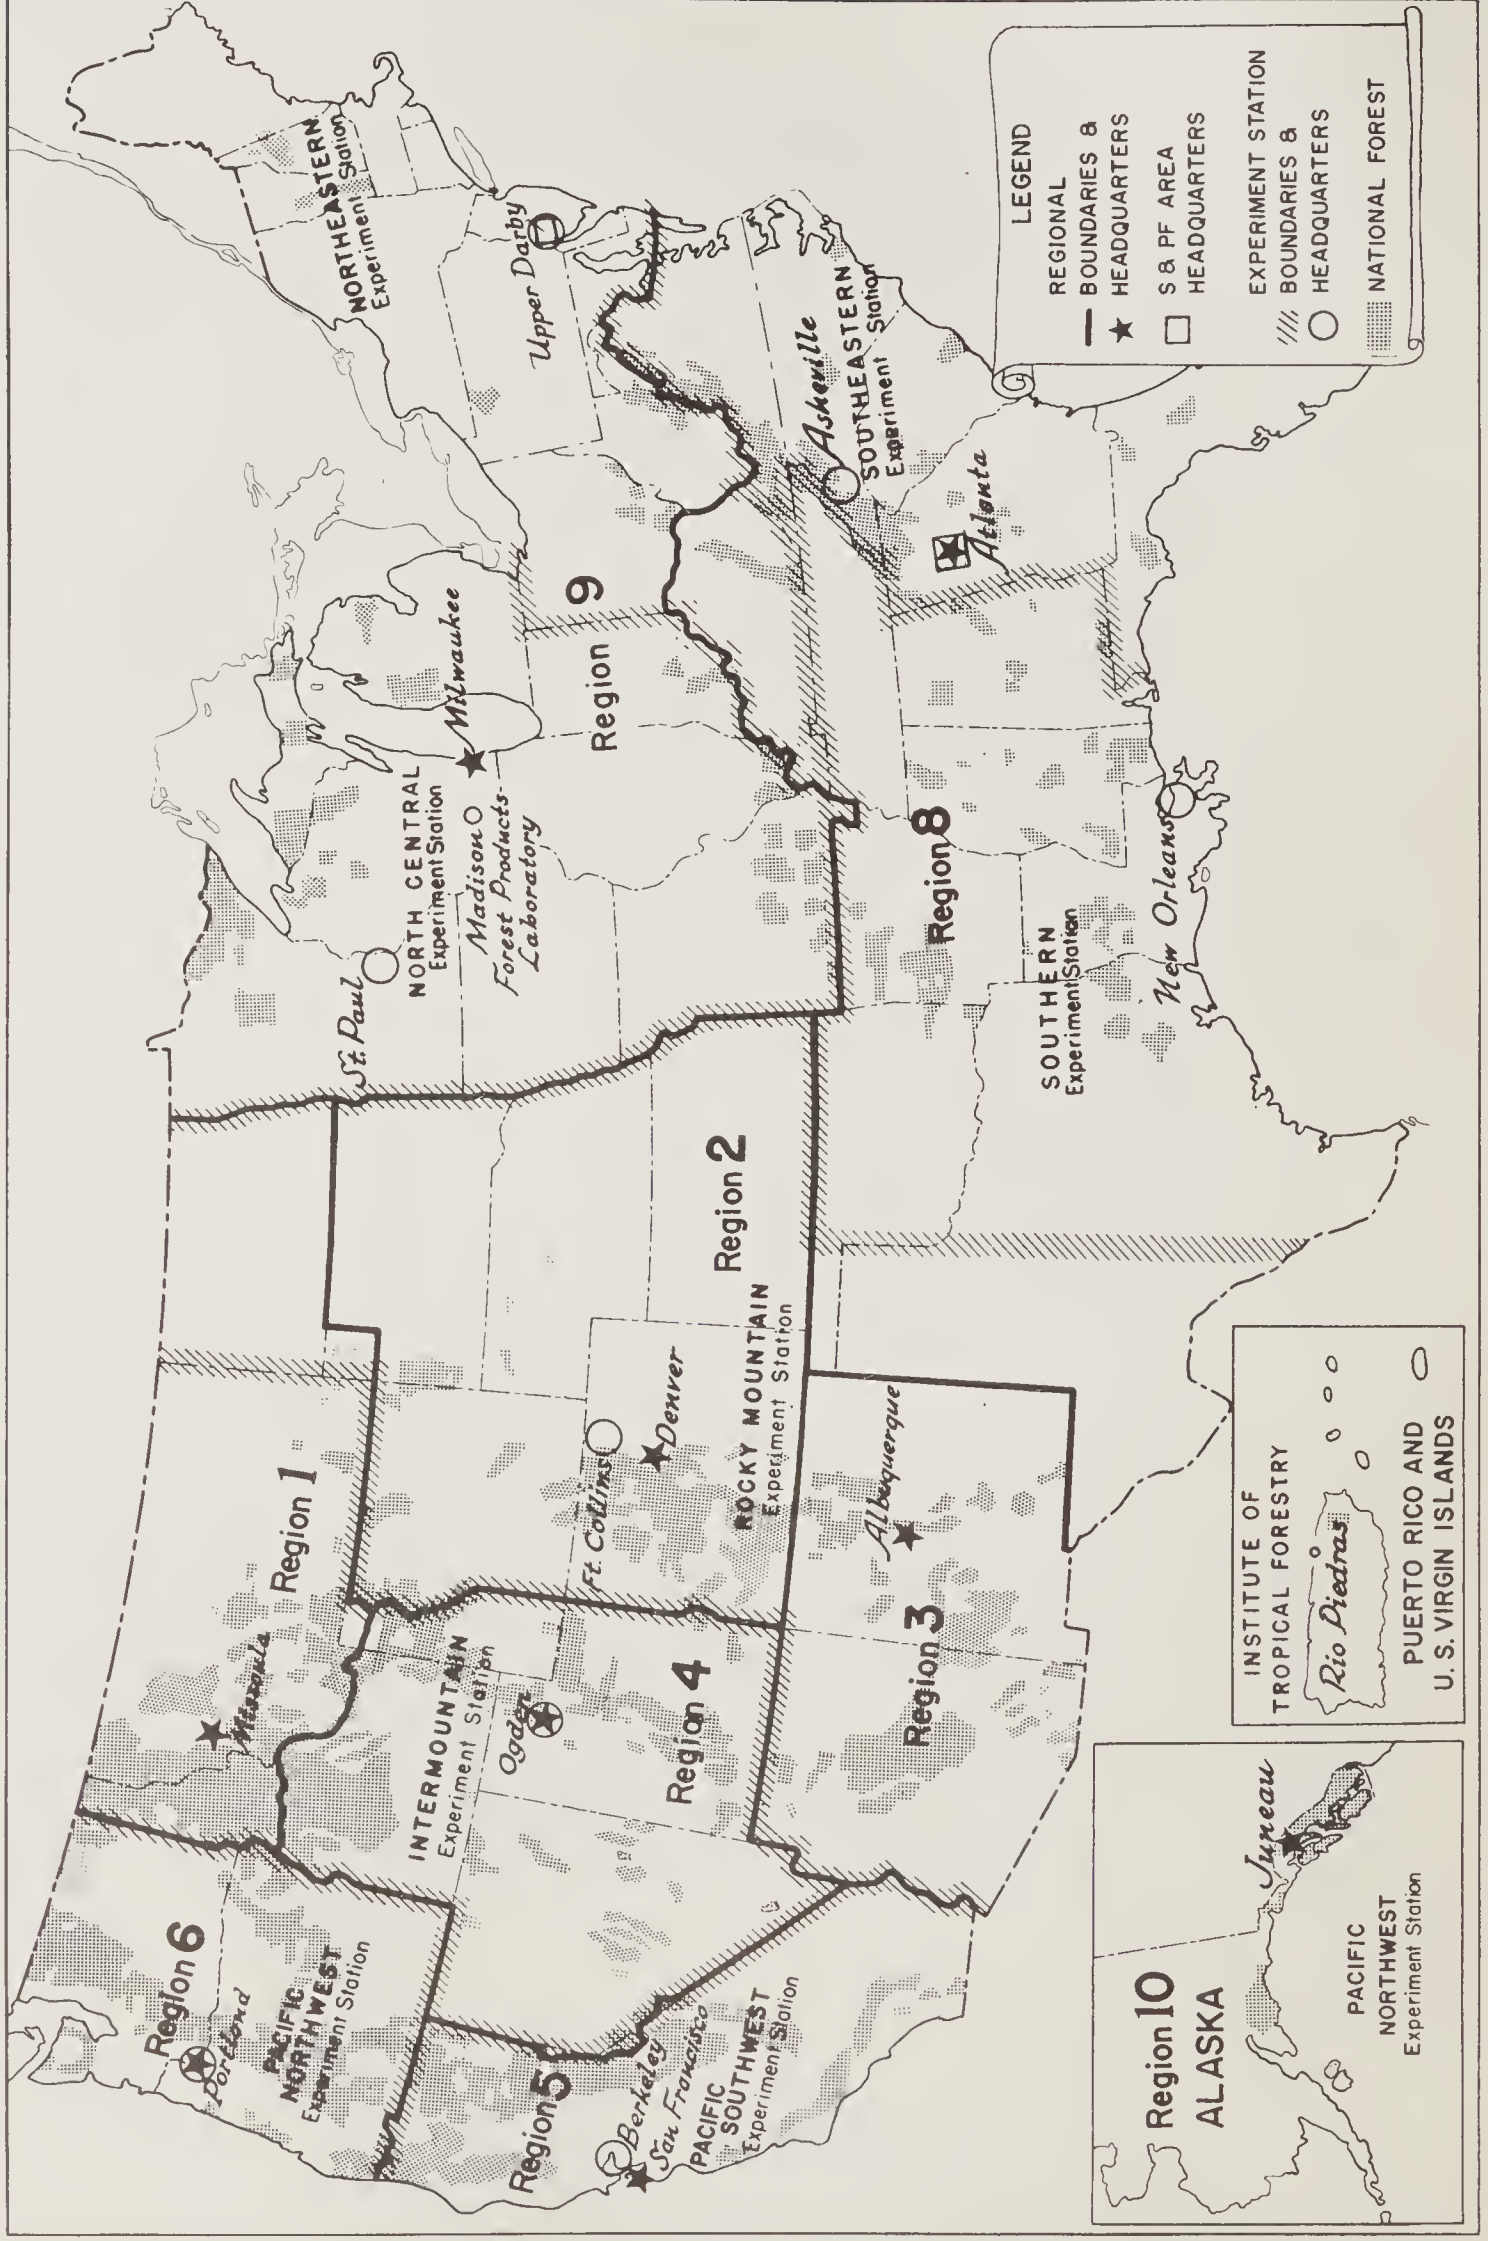 Region 6
Portland
PACIFIC
NORTHWEST
Experiment Station
Region 5
Berkeley
San Francisco
PACIFIC
SOUTHWEST
Experiment Station
Region 1
Missoula
INTERMOUNTAIN
Experiment Station
Ogden
Region 4
Ft. Collins
Denver
ROCKY MOUNTAIN
Experiment Station
Region 2
Albuquerque
Region 3
St. Paul
NORTH CENTRAL
Experiment Station
Madison
Forest Products
Laboratory
Milwaukee
Region 9
NORTHEASTERN
Experiment Station
Upper Darby
Asheville
SOUTHEASTERN
Experiment Station
Atlanta
Region 8
SOUTHERN
Experiment Station
New Orleans
Region 10
ALASKA
Juneau
PACIFIC
NORTHWEST
Experiment Station
INSTITUTE OF
TROPICAL FORESTRY
Rio Piedras
PUERTO RICO AND
U. S. VIRGIN ISLANDS
LEGEND
REGIONAL
BOUNDARIES &
HEADQUARTERS
S & PF AREA
HEADQUARTERS
EXPERIMENT STATION
BOUNDARIES &
HEADQUARTERS
NATIONAL FOREST